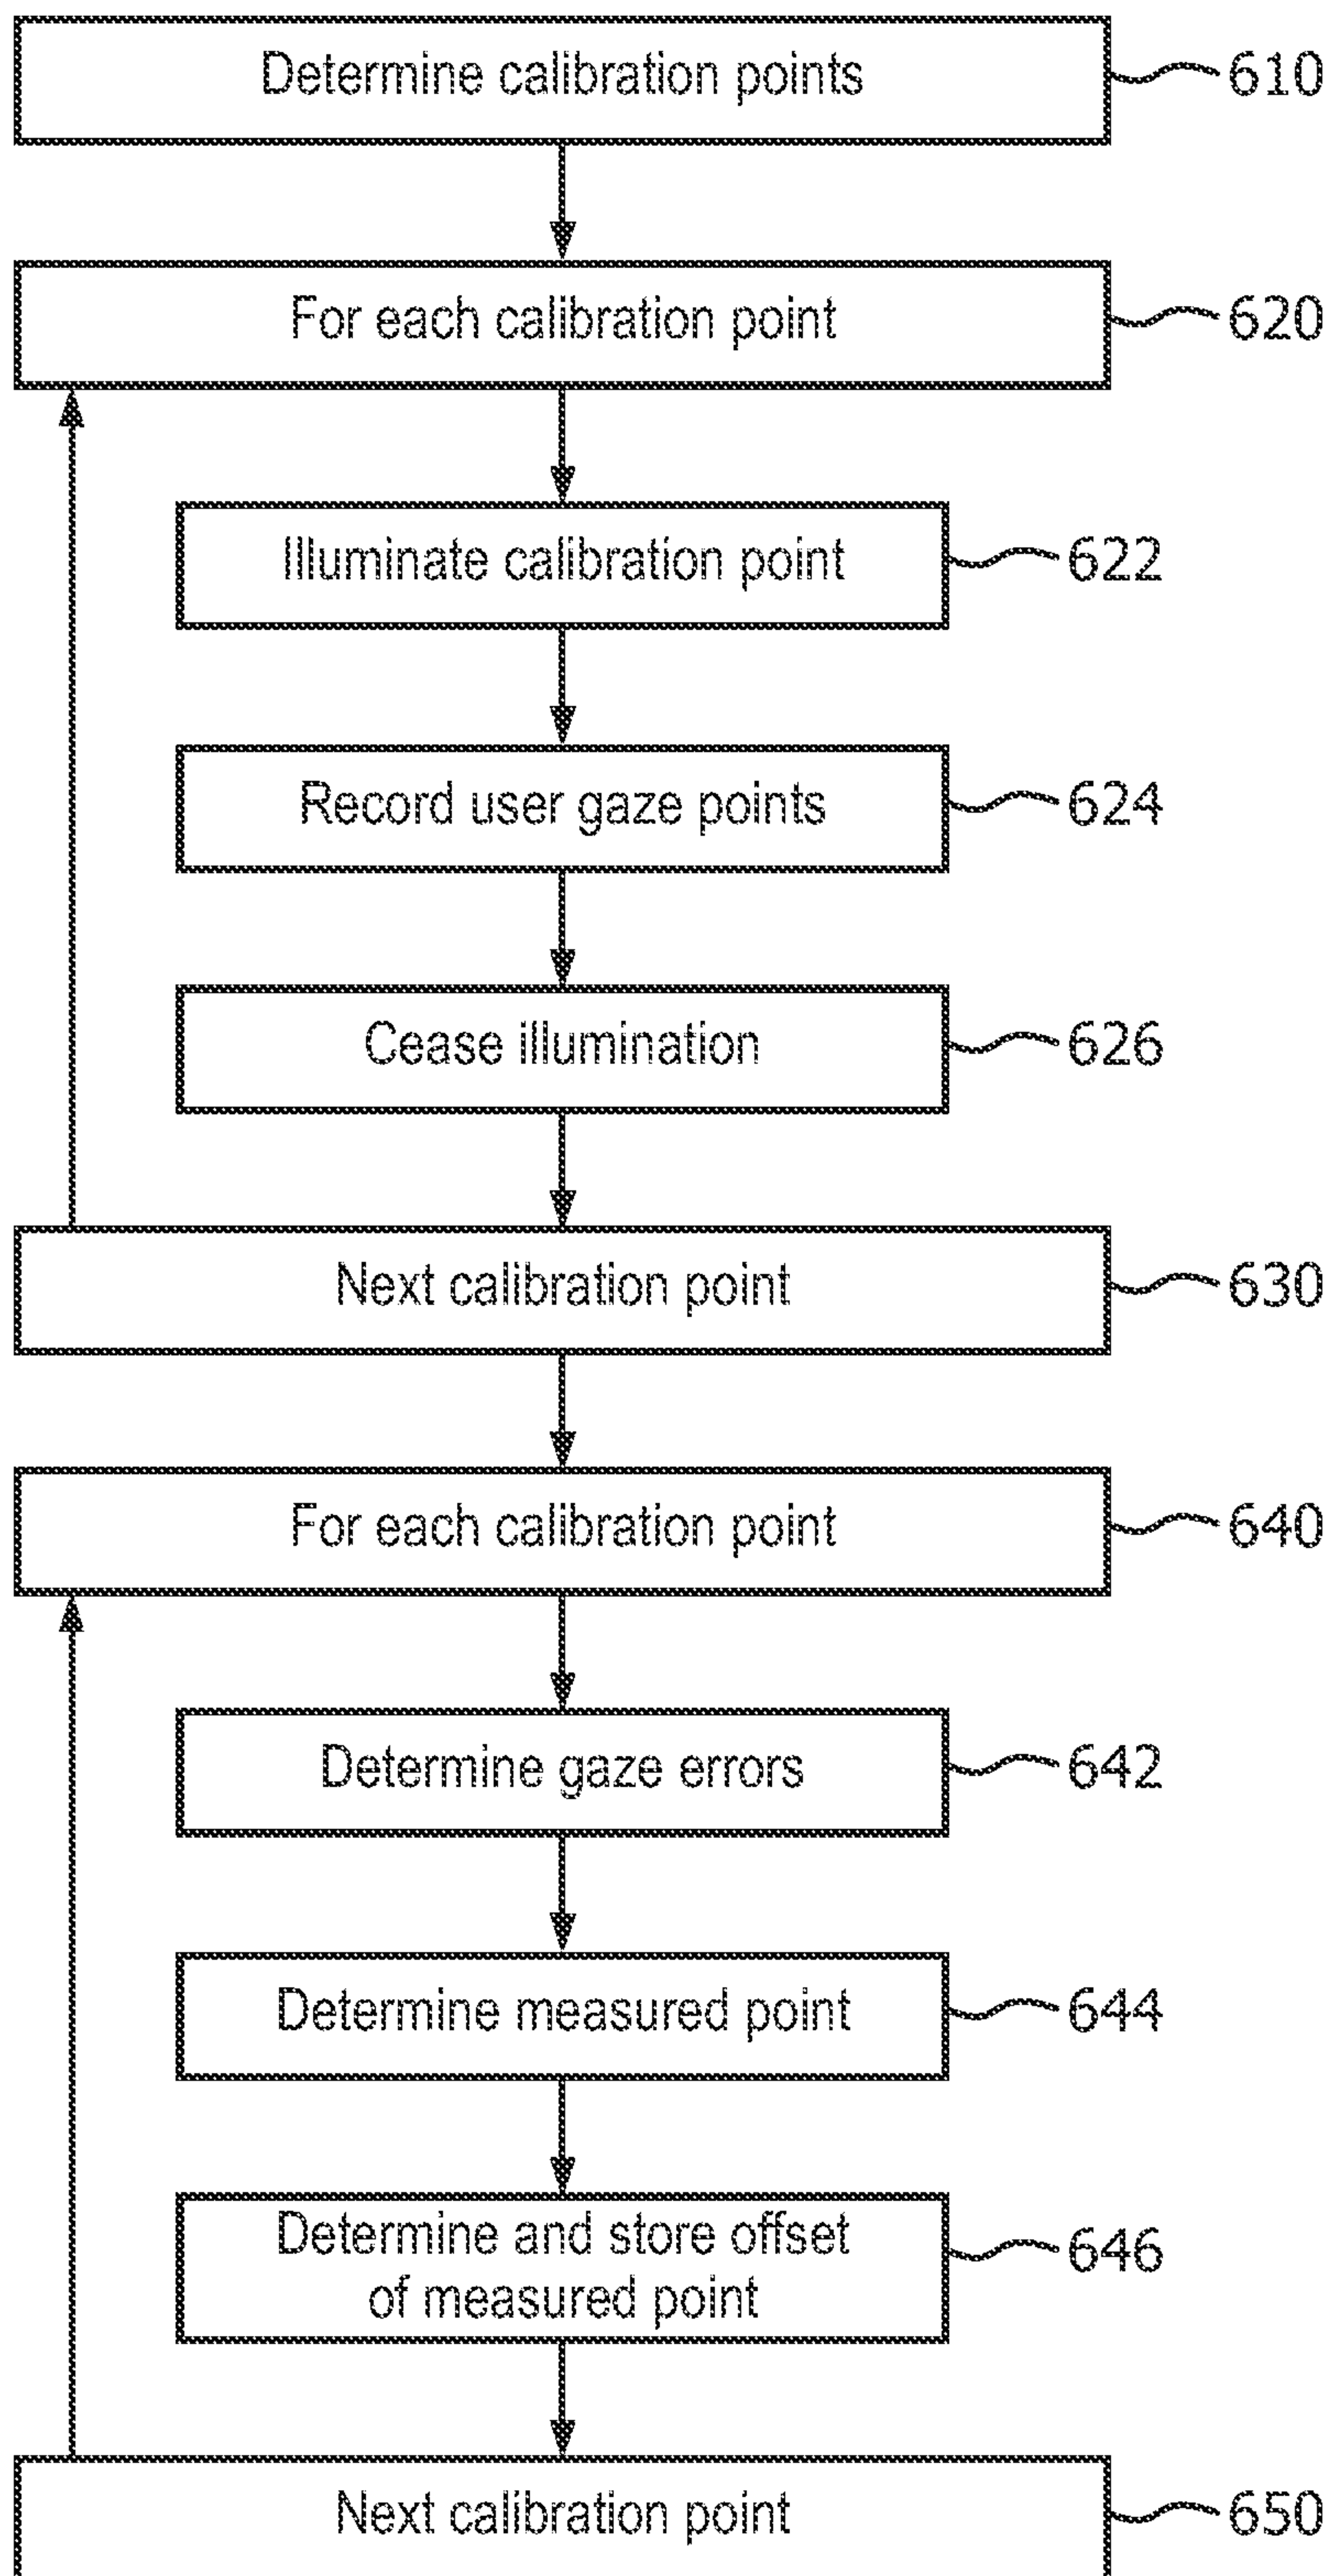 Determine calibration points
610
For each calibration point
620
Illuminate calibration point
622
Record user gaze points
624
Cease illumination
626
Next calibration point
630
For each calibration point
640
Determine gaze errors
642
Determine measured point
644
Determine and store offset
of measured point
646
Next calibration point
650